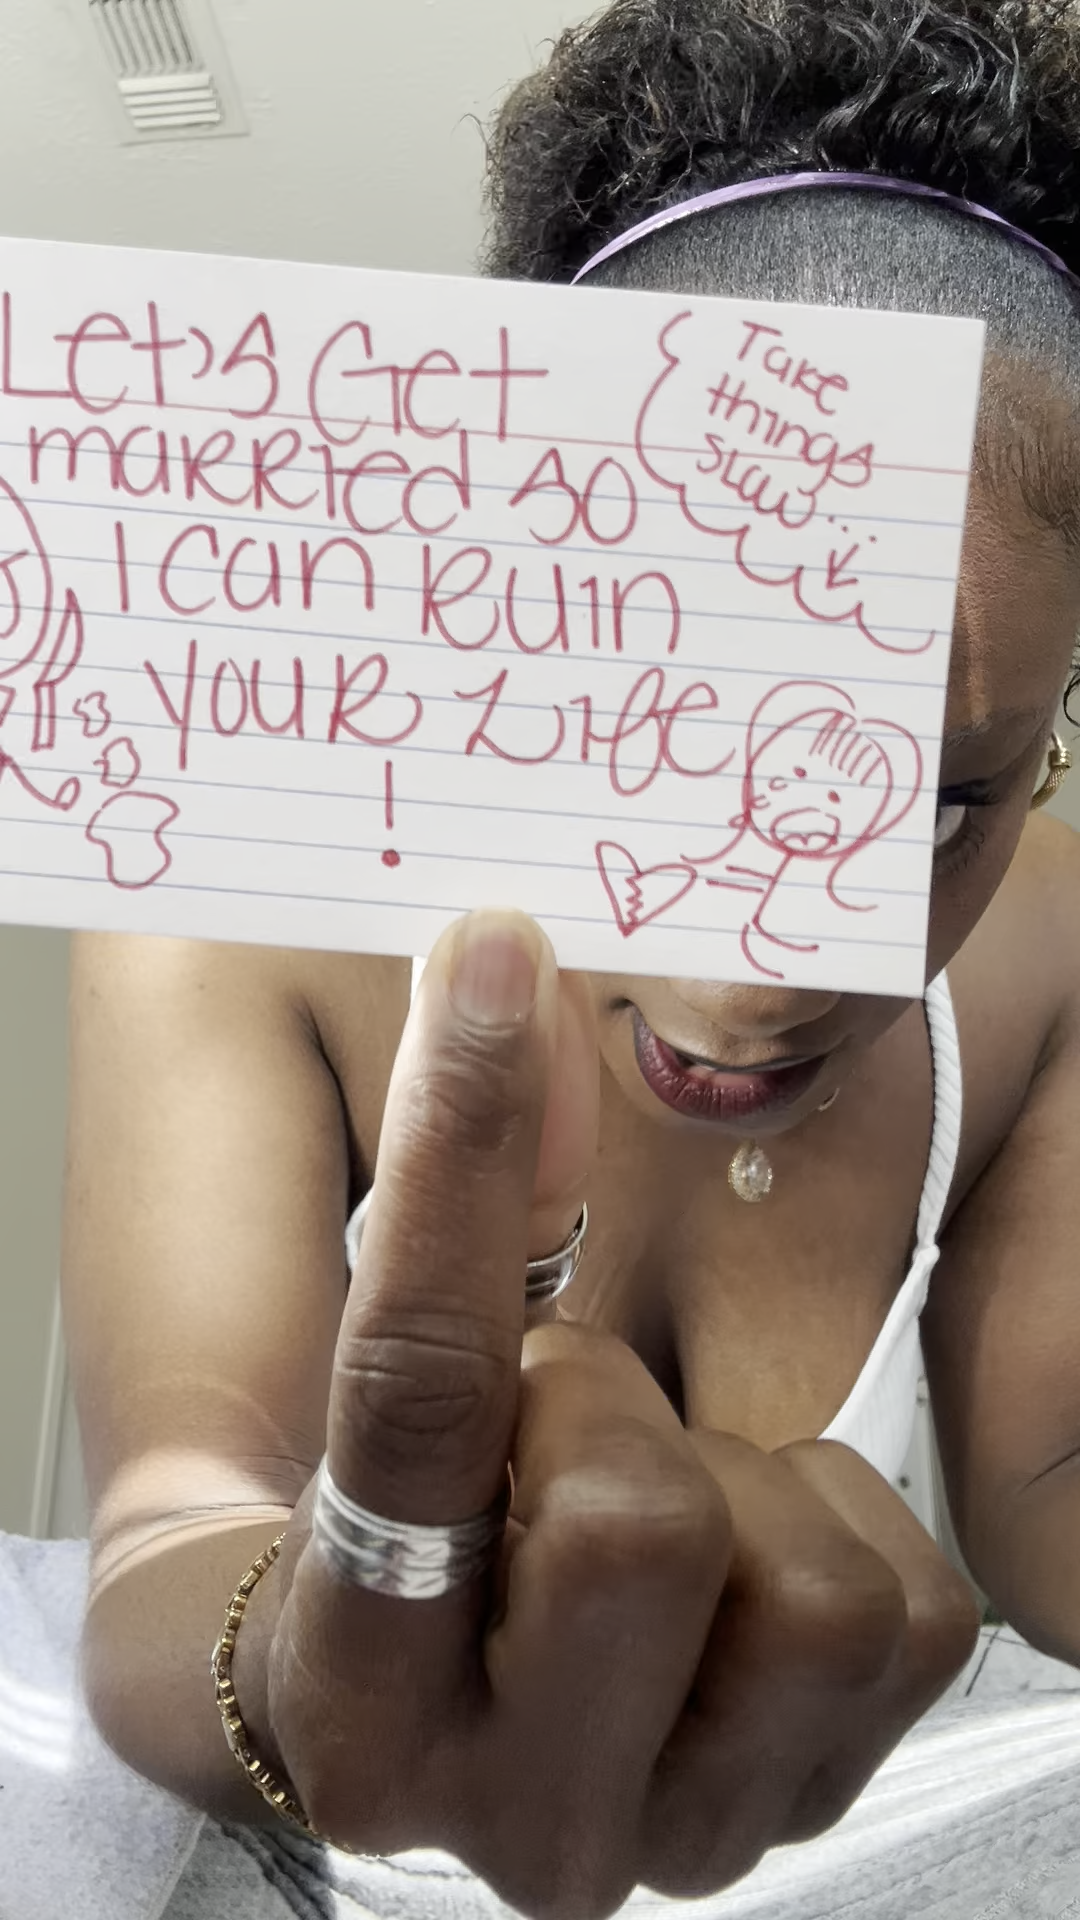 Let's Get
married so
I can Ruin
your Life
!
Take
things
slow...